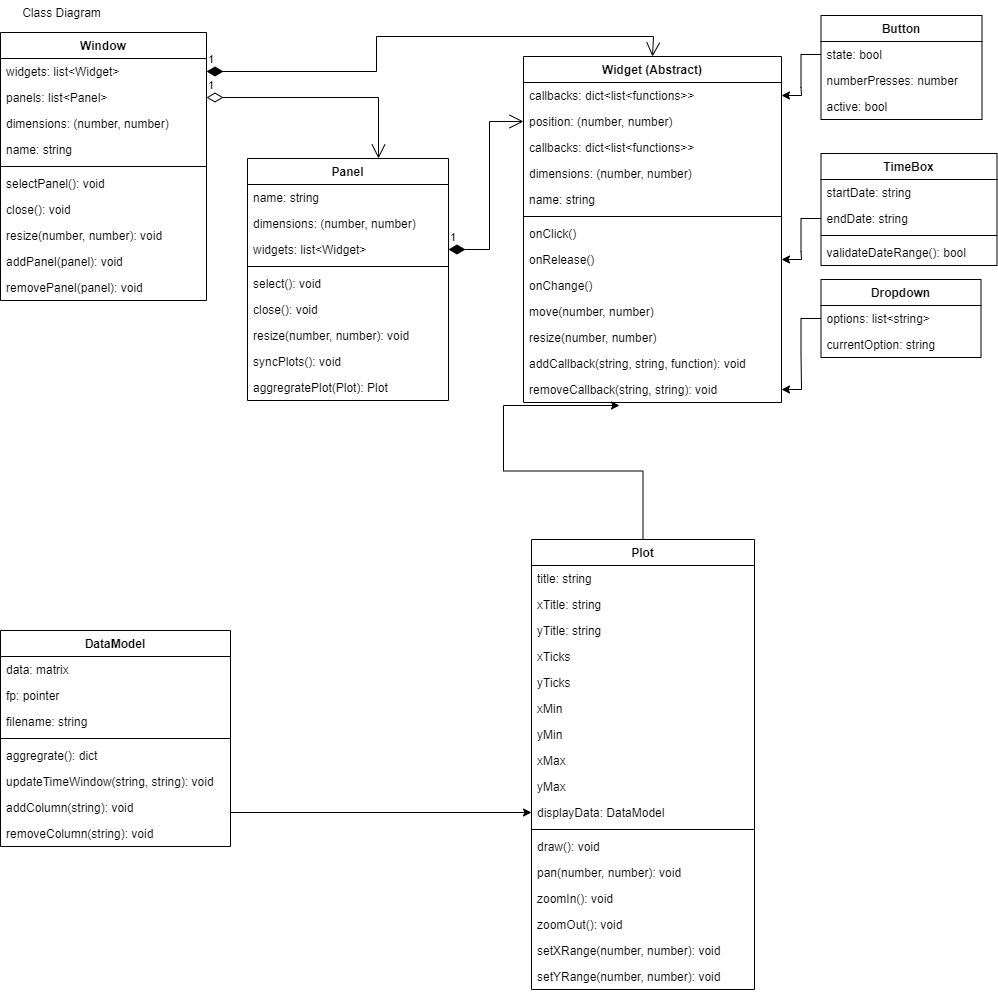 Class Diagram
Window
widgets: list<Widget>
panels: list<Panel>
dimensions: (number, number)
name: string
selectPanel(): void
close(): void
resize(number, number): void
addPanel(panel): void
removePanel(panel): void
1
1
Panel
name: string
dimensions: (number, number)
widgets: list<Widget>
select(): void
close(): void
resize(number, number): void
syncPlots(): void
aggregratePlot(Plot): Plot
1
Widget (Abstract)
callbacks: dict<list<functions>>
position: (number, number)
callbacks: dict<list<functions>>
dimensions: (number, number)
name: string
onClick()
onRelease()
onChange()
move(number, number)
resize(number, number)
addCallback(string, string, function): void
removeCallback(string, string): void
Button
state: bool
numberPresses: number
active: bool
TimeBox
startDate: string
endDate: string
validateDateRange(): bool
Dropdown
options: list<string>
currentOption: string
Plot
title: string
xTitle: string
yTitle: string
xTicks
yTicks
xMin
yMin
xMax
yMax
displayData: DataModel
draw(): void
pan(number, number): void
zoomIn(): void
zoomOut(): void
setXRange(number, number): void
setYRange(number, number): void
DataModel
data: matrix
fp: pointer
filename: string
aggregrate(): dict
updateTimeWindow(string, string): void
addColumn(string): void
removeColumn(string): void